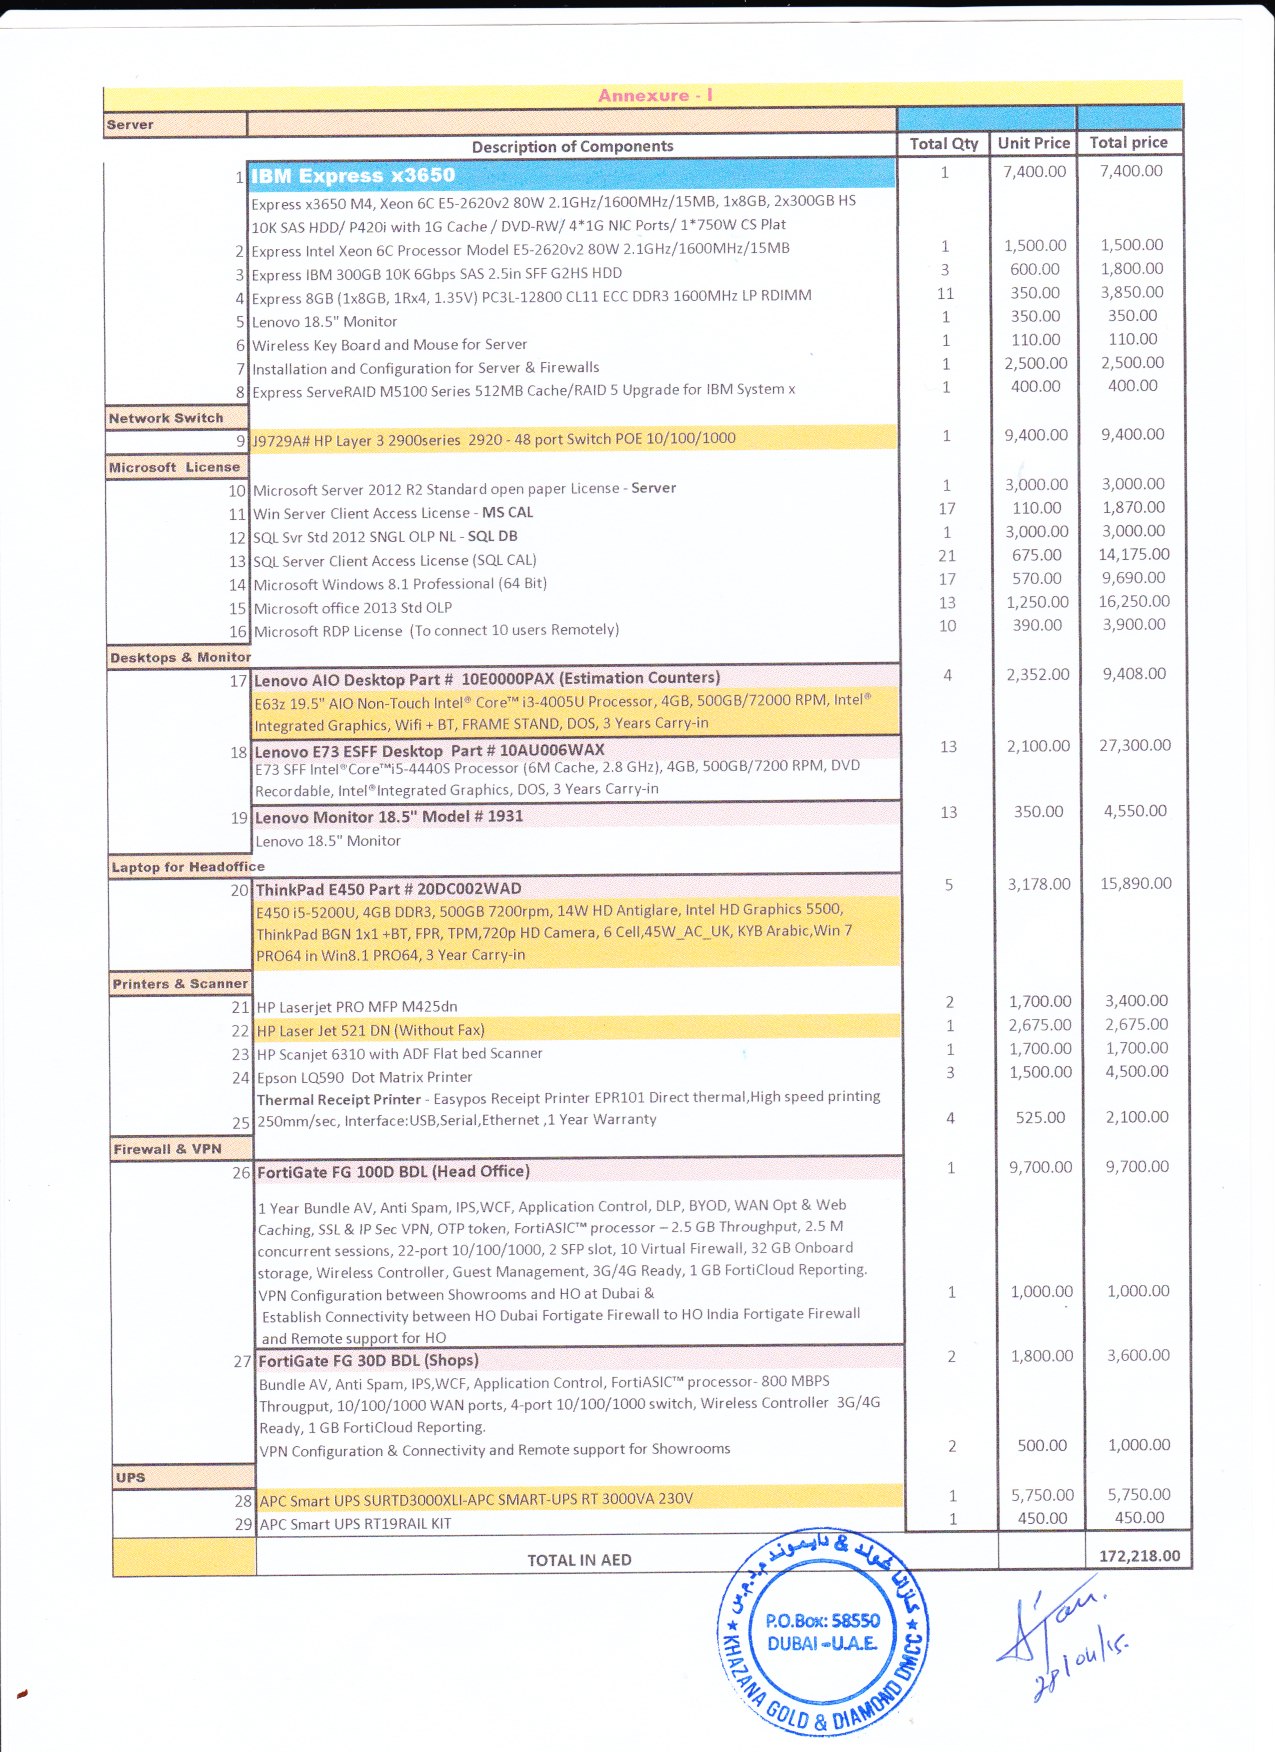 Annexure - I
Server
Description of Components Total Qty Unit Price Total price
1 IBM Express x3650 1 7,400.00 7,400.00
Express x3650 M4, Xeon 6C E5-2620v2 80W 2.1GHz/1600MHz/15MB, 1x8GB, 2x300GB HS
10K SAS HDD/ P420i with 1G Cache / DVD-RW/ 4*1G NIC Ports/ 1*750W CS Plat
2 Express Intel Xeon 6C Processor Model E5-2620v2 80W 2.1GHz/1600MHz/15MB 1 1,500.00 1,500.00
3 Express IBM 300GB 10K 6Gbps SAS 2.5in SFF G2HS HDD 3 600.00 1,800.00
4 Express 8GB (1x8GB, 1Rx4, 1.35V) PC3L-12800 CL11 ECC DDR3 1600MHz LP RDIMM 11 350.00 3,850.00
5 Lenovo 18.5" Monitor 1 350.00 350.00
6 Wireless Key Board and Mouse for Server 1 110.00 110.00
7 Installation and Configuration for Server & Firewalls 1 2,500.00 2,500.00
8 Express ServeRAID M5100 Series 512MB Cache/RAID 5 Upgrade for IBM System x 1 400.00 400.00
Network Switch
9 J9729A# HP Layer 3 2900series 2920 - 48 port Switch POE 10/100/1000 1 9,400.00 9,400.00
Microsoft License
10 Microsoft Server 2012 R2 Standard open paper License - Server 1 3,000.00 3,000.00
11 Win Server Client Access License - MS CAL 17 110.00 1,870.00
12 SQL Svr Std 2012 SNGL OLP NL - SQL DB 1 3,000.00 3,000.00
13 SQL Server Client Access License (SQL CAL) 21 675.00 14,175.00
14 Microsoft Windows 8.1 Professional (64 Bit) 17 570.00 9,690.00
15 Microsoft office 2013 Std OLP 13 1,250.00 16,250.00
16 Microsoft RDP License (To connect 10 users Remotely) 10 390.00 3,900.00
Desktops & Monitor
17 Lenovo AIO Desktop Part # 10E0000PAX (Estimation Counters) 4 2,352.00 9,408.00
E63z 19.5" AIO Non-Touch Intel® Core™ i3-4005U Processor, 4GB, 500GB/72000 RPM, Intel®
Integrated Graphics, Wifi + BT, FRAME STAND, DOS, 3 Years Carry-in
18 Lenovo E73 ESFF Desktop Part # 10AU006WAX 13 2,100.00 27,300.00
E73 SFF Intel®Core™i5-4440S Processor (6M Cache, 2.8 GHz), 4GB, 500GB/7200 RPM, DVD
Recordable, Intel®Integrated Graphics, DOS, 3 Years Carry-in
19 Lenovo Monitor 18.5" Model # 1931 13 350.00 4,550.00
Lenovo 18.5" Monitor
Laptop for Headoffice
20 ThinkPad E450 Part # 20DC002WAD 5 3,178.00 15,890.00
E450 i5-5200U, 4GB DDR3, 500GB 7200rpm, 14W HD Antiglare, Intel HD Graphics 5500,
ThinkPad BGN 1x1 +BT, FPR, TPM,720p HD Camera, 6 Cell,45W_AC_UK, KYB Arabic,Win 7
PRO64 in Win8.1 PRO64, 3 Year Carry-in
Printers & Scanner
21 HP Laserjet PRO MFP M425dn 2 1,700.00 3,400.00
22 HP Laser Jet 521 DN (Without Fax) 1 2,675.00 2,675.00
23 HP Scanjet 6310 with ADF Flat bed Scanner 1 1,700.00 1,700.00
24 Epson LQ590 Dot Matrix Printer 3 1,500.00 4,500.00
Thermal Receipt Printer - Easypos Receipt Printer EPR101 Direct thermal,High speed printing
25 250mm/sec, Interface:USB,Serial,Ethernet ,1 Year Warranty 4 525.00 2,100.00
Firewall & VPN
26 FortiGate FG 100D BDL (Head Office) 1 9,700.00 9,700.00
1 Year Bundle AV, Anti Spam, IPS,WCF, Application Control, DLP, BYOD, WAN Opt & Web
Caching, SSL & IP Sec VPN, OTP token, FortiASIC™ processor – 2.5 GB Throughput, 2.5 M
concurrent sessions, 22-port 10/100/1000, 2 SFP slot, 10 Virtual Firewall, 32 GB Onboard
storage, Wireless Controller, Guest Management, 3G/4G Ready, 1 GB FortiCloud Reporting.
VPN Configuration between Showrooms and HO at Dubai & 1 1,000.00 1,000.00
Establish Connectivity between HO Dubai Fortigate Firewall to HO India Fortigate Firewall
and Remote support for HO
27 FortiGate FG 30D BDL (Shops) 2 1,800.00 3,600.00
Bundle AV, Anti Spam, IPS,WCF, Application Control, FortiASIC™ processor- 800 MBPS
Througput, 10/100/1000 WAN ports, 4-port 10/100/1000 switch, Wireless Controller 3G/4G
Ready, 1 GB FortiCloud Reporting.
VPN Configuration & Connectivity and Remote support for Showrooms 2 500.00 1,000.00
UPS
28 APC Smart UPS SURTD3000XLI-APC SMART-UPS RT 3000VA 230V 1 5,750.00 5,750.00
29 APC Smart UPS RT19RAIL KIT 1 450.00 450.00
TOTAL IN AED 172,218.00
كازانا غولد & دايموند م.د.م.س
P.O.Box: 58550
DUBAI - U.A.E.
KHAZANA GOLD & DIAMOND DMCC
28/04/15.